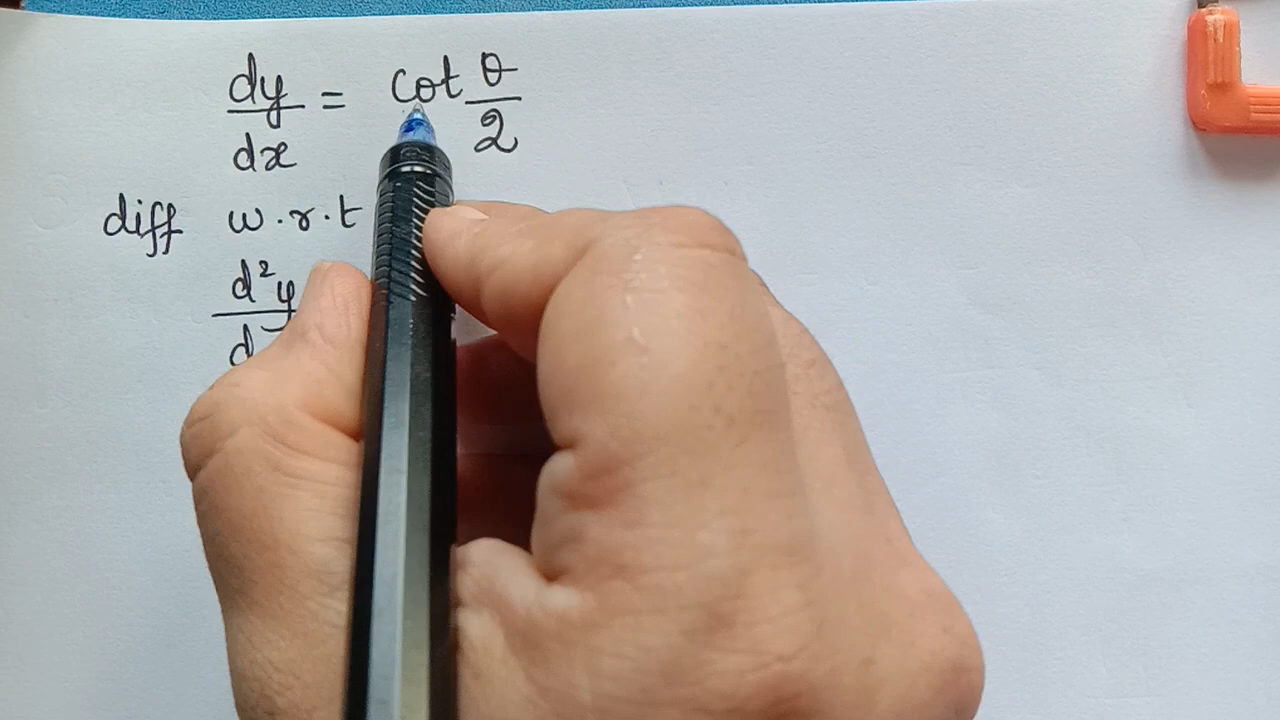 dy/dx = cot θ/2
diff w.r.t
d²y/d